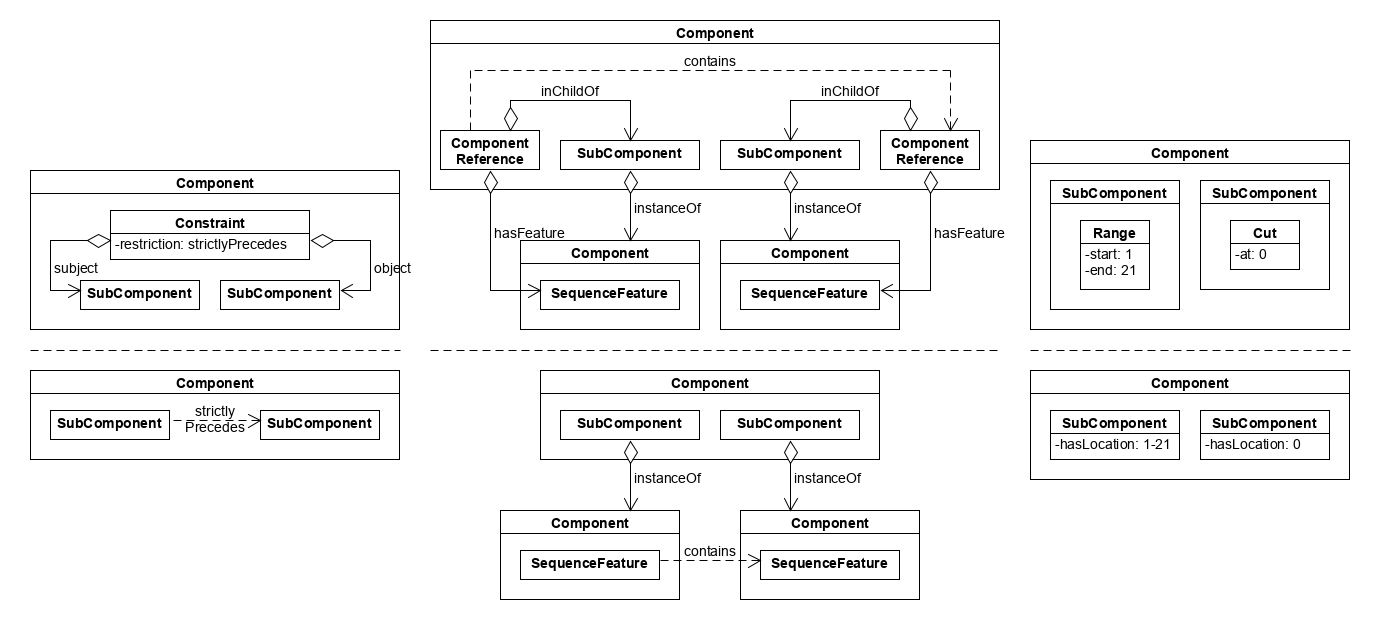 Component
Constraint
-restriction: strictlyPrecedes
subject
object
SubComponent
SubComponent
Component
contains
inChildOf
inChildOf
Component
Reference
SubComponent
SubComponent
Component
Reference
instanceOf
instanceOf
hasFeature
hasFeature
Component
Component
SequenceFeature
SequenceFeature
Component
SubComponent
SubComponent
Range
-start: 1
-end: 21
Cut
-at: 0
Component
SubComponent
strictly
Precedes
SubComponent
Component
SubComponent
SubComponent
instanceOf
instanceOf
Component
Component
SequenceFeature
contains
SequenceFeature
Component
SubComponent
-hasLocation: 1-21
SubComponent
-hasLocation: 0